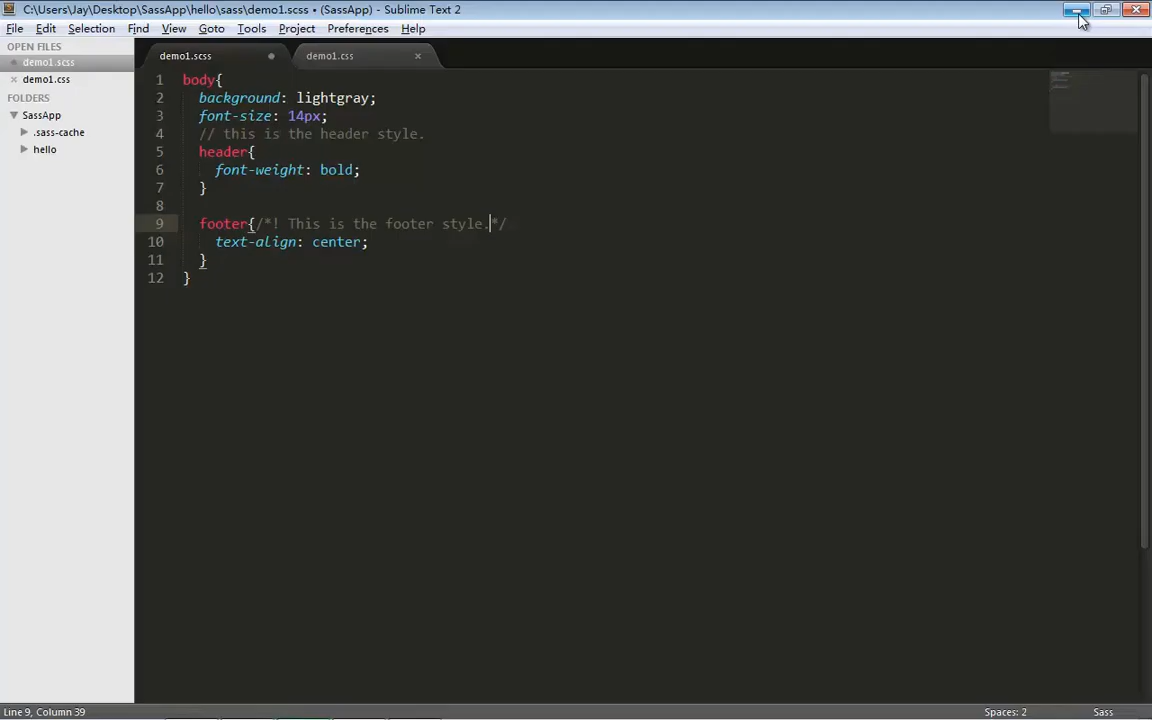 C:\Users\Jay\Desktop\SassApp\hello\sass\demo1.scss • (SassApp) - Sublime Text 2
File Edit Selection Find View Goto Tools Project Preferences Help
OPEN FILES
demo1.scss
demo1.css
FOLDERS
SassApp
.sass-cache
hello
demo1.scss demo1.css
1 body{
2 background: lightgray;
3 font-size: 14px;
4 // this is the header style.
5 header{
6 font-weight: bold;
7 }
8
9 footer{/*! This is the footer style.*/
10 text-align: center;
11 }
12 }
Line 9, Column 39 Spaces: 2 Sass